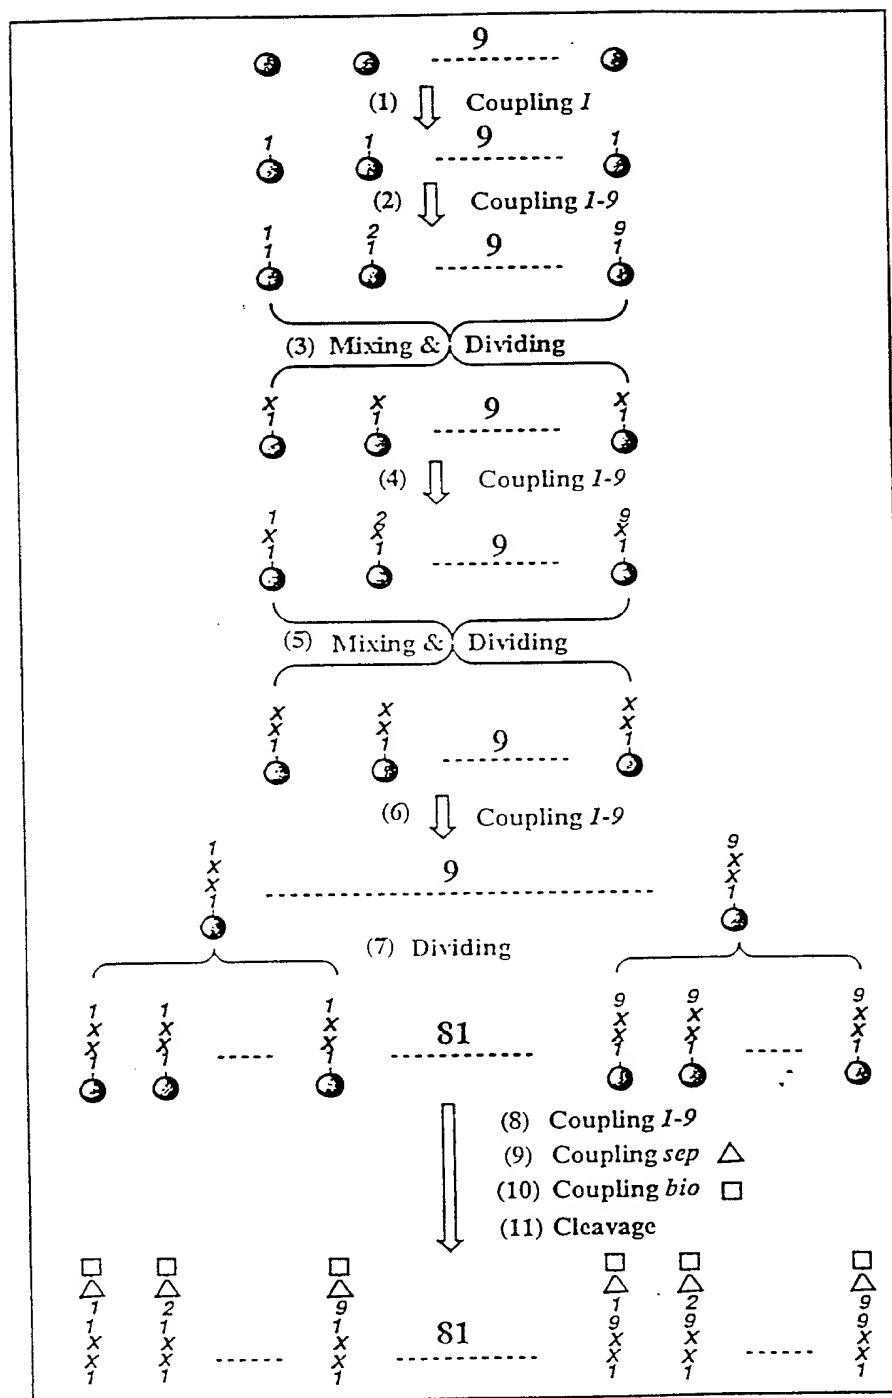 9
(1) Coupling 1
1 1 9 1
(2) Coupling 1-9
1 2 9
1 1 9 1
(3) Mixing & Dividing
x x x
1 1 9 1
(4) Coupling 1-9
1 2 9
x x x
1 1 9 1
(5) Mixing & Dividing
x x x
x x x
1 1 9 1
(6) Coupling 1-9
1 9 9
x x
x x
1 1
(7) Dividing
1 1 1 9 9 9
x x x x x x
x x x 81 x x x
1 1 1 1 1 1
(8) Coupling 1-9
(9) Coupling sep
(10) Coupling bio
(11) Cleavage
1 2 9 1 2 9
1 1 1 9 9 9
x x x 81 x x x
x x x x x x
1 1 1 1 1 1